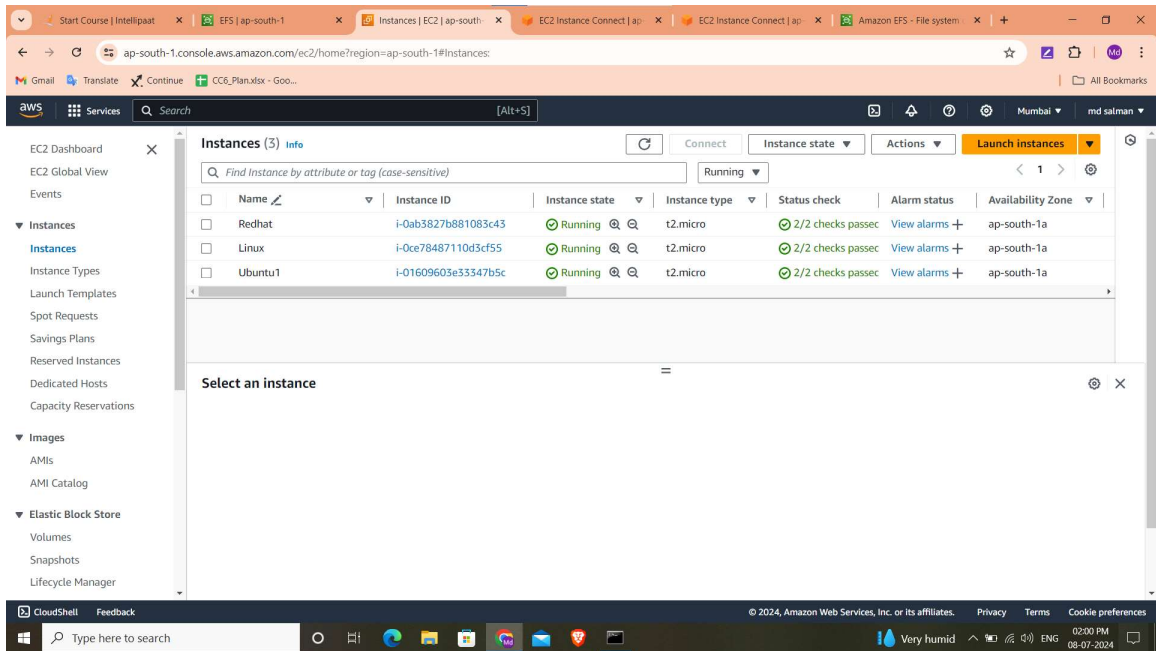 Start Course | Intellipaat
EFS | ap-south-1
Instances | EC2 | ap-south-
EC2 Instance Connect | ap-
EC2 Instance Connect | ap-
Amazon EFS - File system
ap-south-1.console.aws.amazon.com/ec2/home?region=ap-south-1#Instances:
Md
Gmail Translate Continue CC6_Plan.xlsx - Goo... All Bookmarks
aws Services Search [Alt+S] Mumbai md salman
EC2 Dashboard
EC2 Global View
Events
Instances
Instances
Instance Types
Launch Templates
Spot Requests
Savings Plans
Reserved Instances
Dedicated Hosts
Capacity Reservations
Images
AMIs
AMI Catalog
Elastic Block Store
Volumes
Snapshots
Lifecycle Manager
Instances (3) Info Connect Instance state Actions Launch instances
Find Instance by attribute or tag (case-sensitive) Running 1
Name Instance ID Instance state Instance type Status check Alarm status Availability Zone
Redhat i-0ab3827b881083c43 Running t2.micro 2/2 checks passec View alarms + ap-south-1a
Linux i-0ce78487110d3cf55 Running t2.micro 2/2 checks passec View alarms + ap-south-1a
Ubuntu1 i-01609603e33347b5c Running t2.micro 2/2 checks passec View alarms + ap-south-1a
Select an instance
CloudShell Feedback © 2024, Amazon Web Services, Inc. or its affiliates. Privacy Terms Cookie preferences
Type here to search Very humid ENG 02:00 PM
08-07-2024